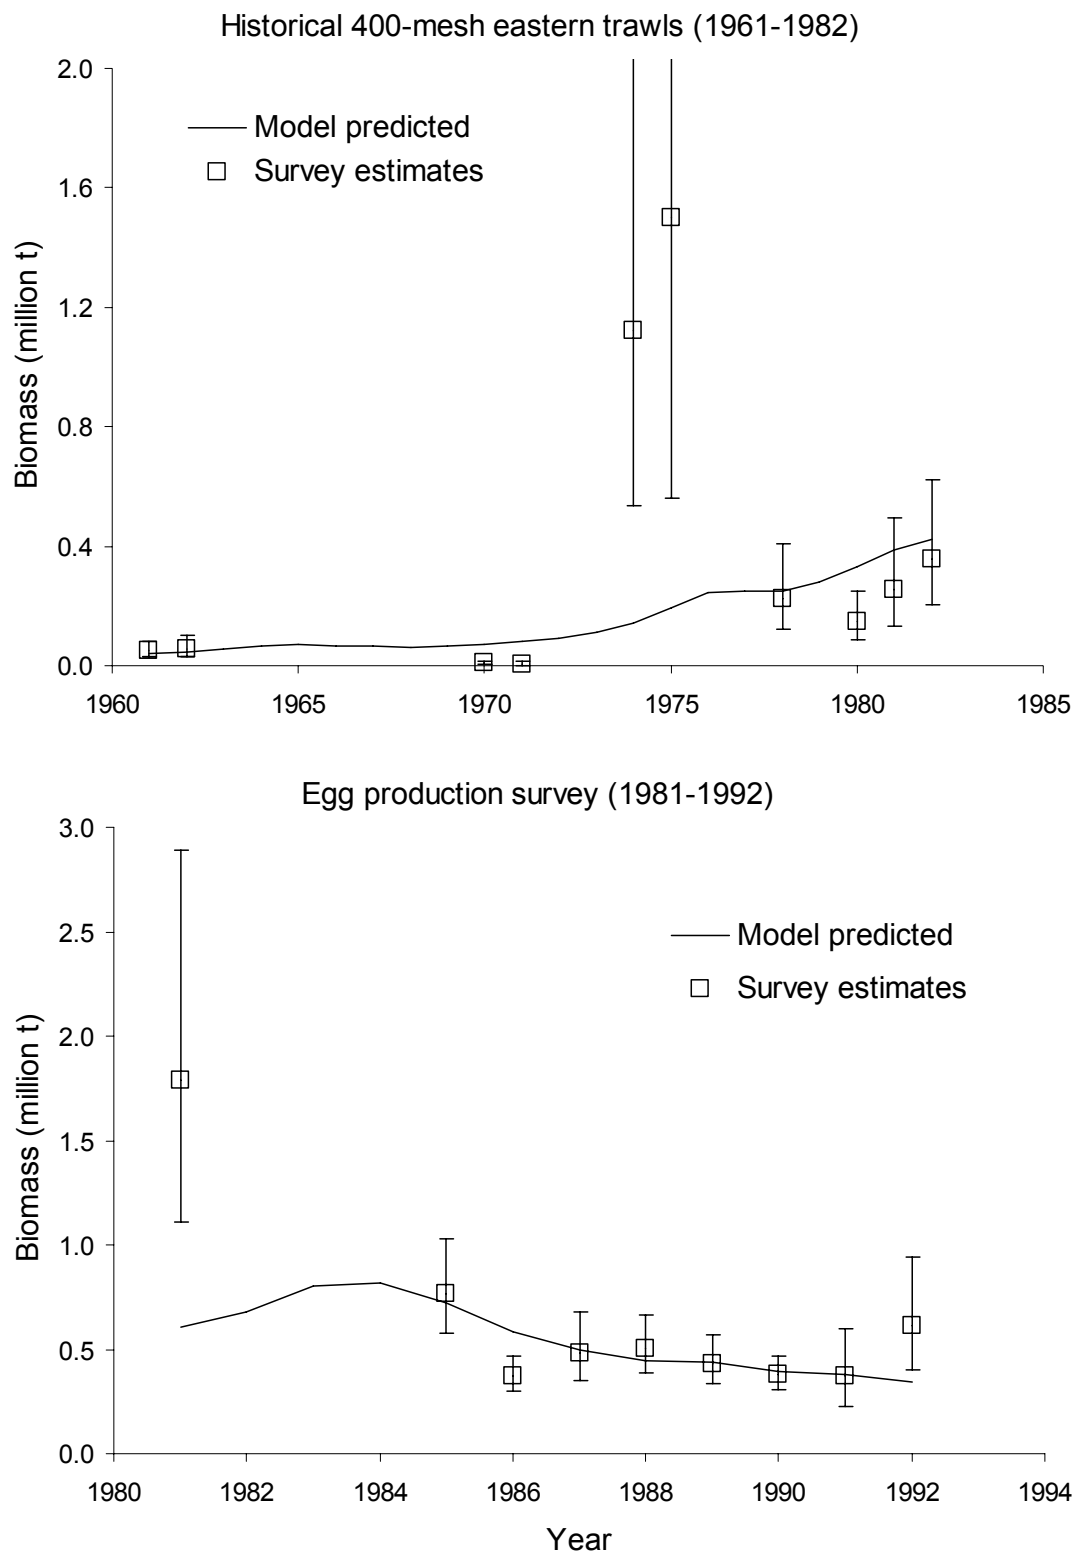 Historical 400-mesh eastern trawls (1961-1982)
2.0
Model predicted
Survey estimates
1.6
1.2
0.8
0.4
0.0
Biomass (million t)
1960 1965 1970 1975 1980 1985
Egg production survey (1981-1992)
3.0
2.5
Model predicted
Survey estimates
2.0
1.5
1.0
0.5
0.0
Biomass (million t)
1980 1982 1984 1986 1988 1990 1992 1994
Year